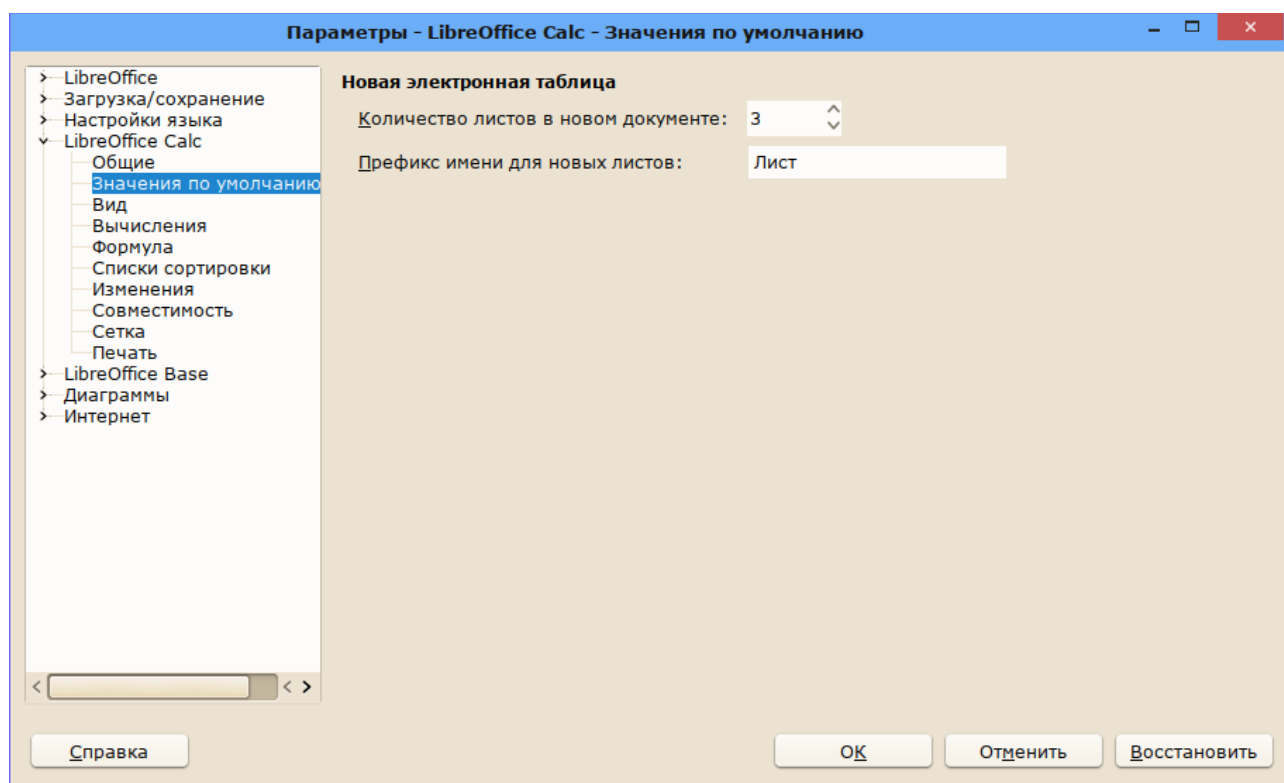 Параметры - LibreOffice Calc - Значения по умолчанию
LibreOffice
Загрузка/сохранение
Настройки языка
LibreOffice Calc
Общие
Значения по умолчанию
Вид
Вычисления
Формула
Списки сортировки
Изменения
Совместимость
Сетка
Печать
LibreOffice Base
Диаграммы
Интернет
Новая электронная таблица
Количество листов в новом документе: 3
Префикс имени для новых листов: Лист
Справка
ОК
Отменить
Восстановить